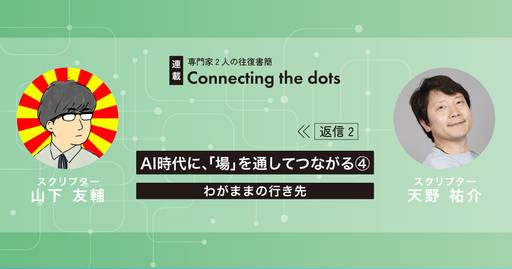 連載
専門家2人の往復書簡
Connecting the dots
返信2
AI時代に、「場」を通してつながる④
わがままの行き先
スクリプター
山下 友輔
スクリプター
天野 祐介